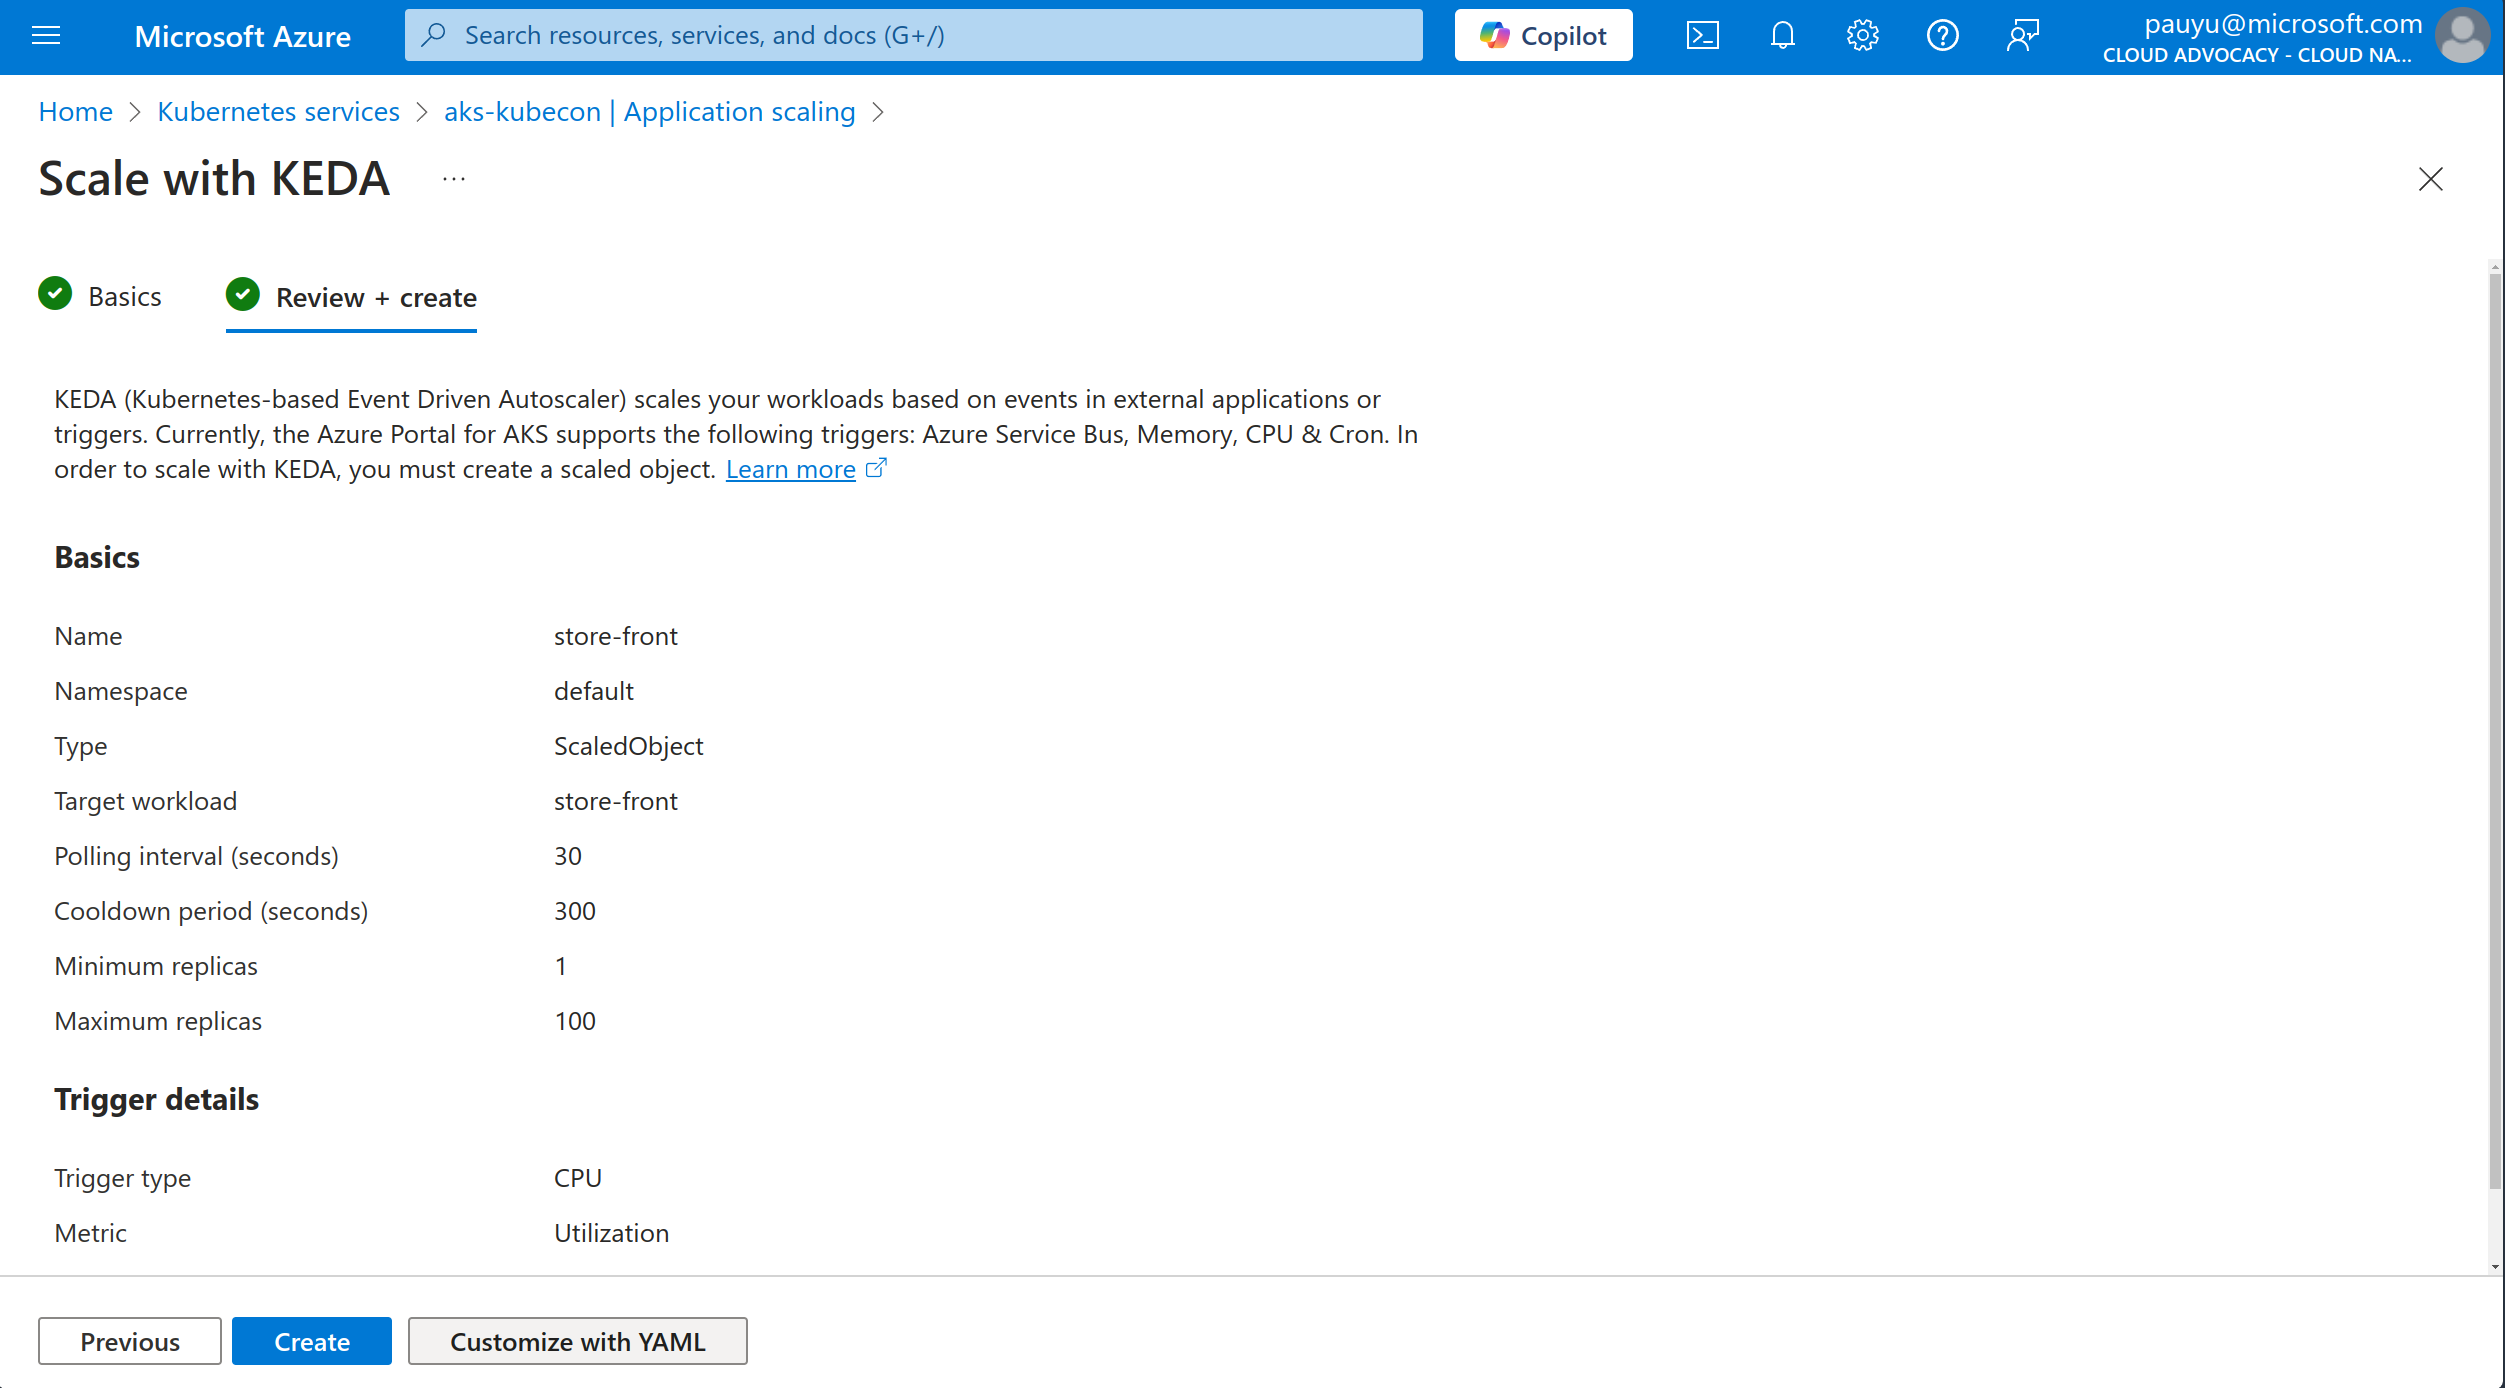 Microsoft Azure
Search resources, services, and docs (G+/)
Copilot
pauyu@microsoft.com
CLOUD ADVOCACY - CLOUD NA...
Home > Kubernetes services > aks-kubecon | Application scaling >
Scale with KEDA ...
Basics
Review + create
KEDA (Kubernetes-based Event Driven Autoscaler) scales your workloads based on events in external applications or
triggers. Currently, the Azure Portal for AKS supports the following triggers: Azure Service Bus, Memory, CPU & Cron. In
order to scale with KEDA, you must create a scaled object. Learn more
Basics
Name store-front
Namespace default
Type ScaledObject
Target workload store-front
Polling interval (seconds) 30
Cooldown period (seconds) 300
Minimum replicas 1
Maximum replicas 100
Trigger details
Trigger type CPU
Metric Utilization
Previous
Create
Customize with YAML